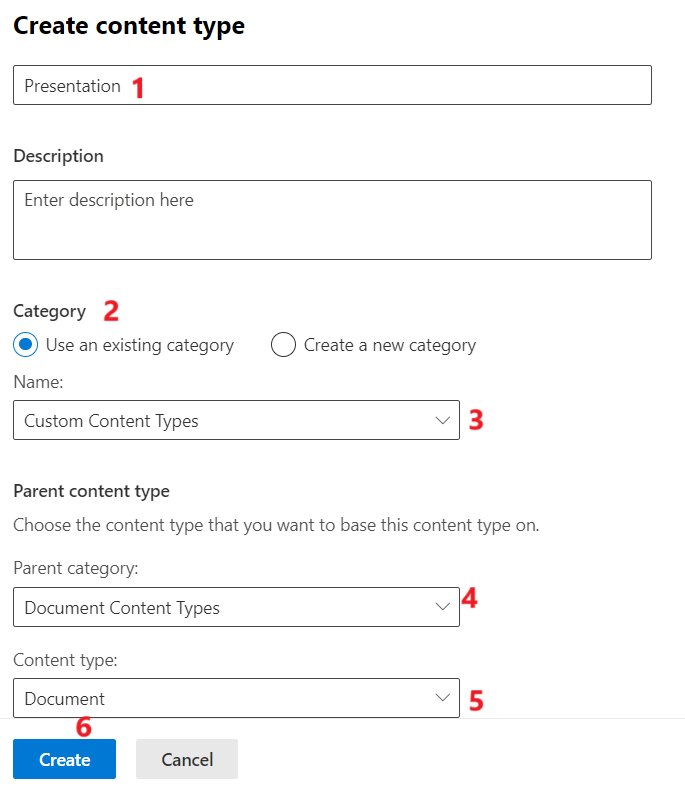 Create content type
Presentation 1
Description
Enter description here
Category 2
Use an existing category Create a new category
Name:
Custom Content Types 3
Parent content type
Choose the content type that you want to base this content type on.
Parent category:
Document Content Types 4
Content type:
Document 5
6
Create Cancel